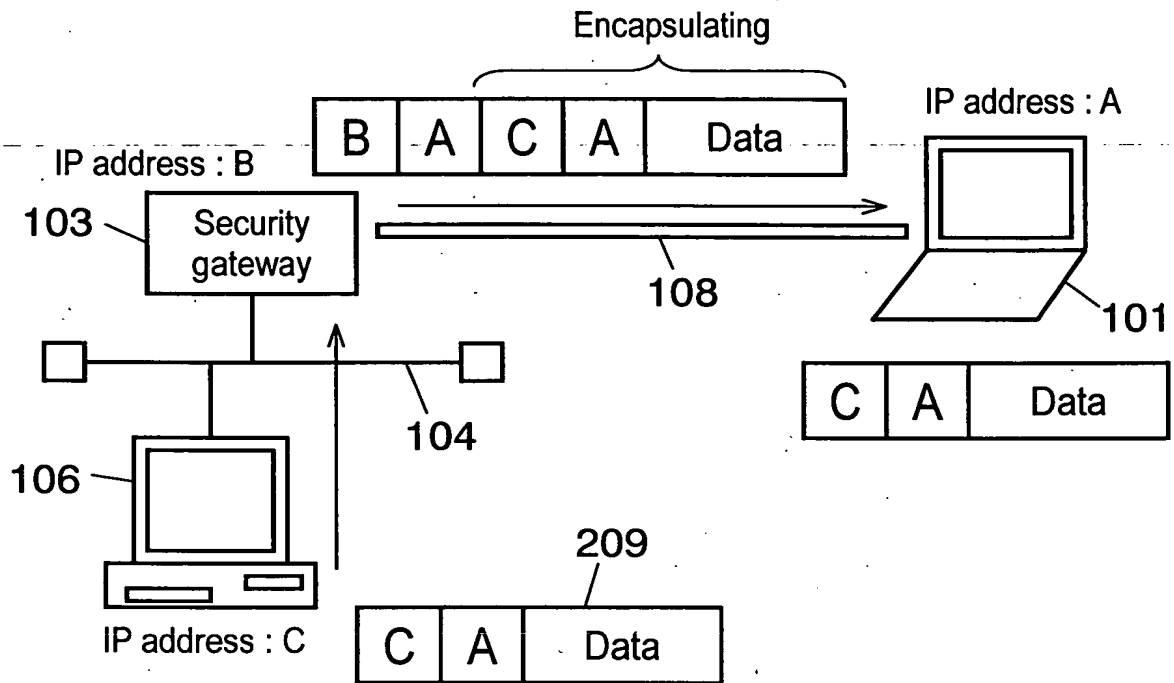 Encapsulating
B A C A Data
IP address : A
IP address : B
103
Security
gateway
108
101
C A Data
104
106
209
C A Data
IP address : C